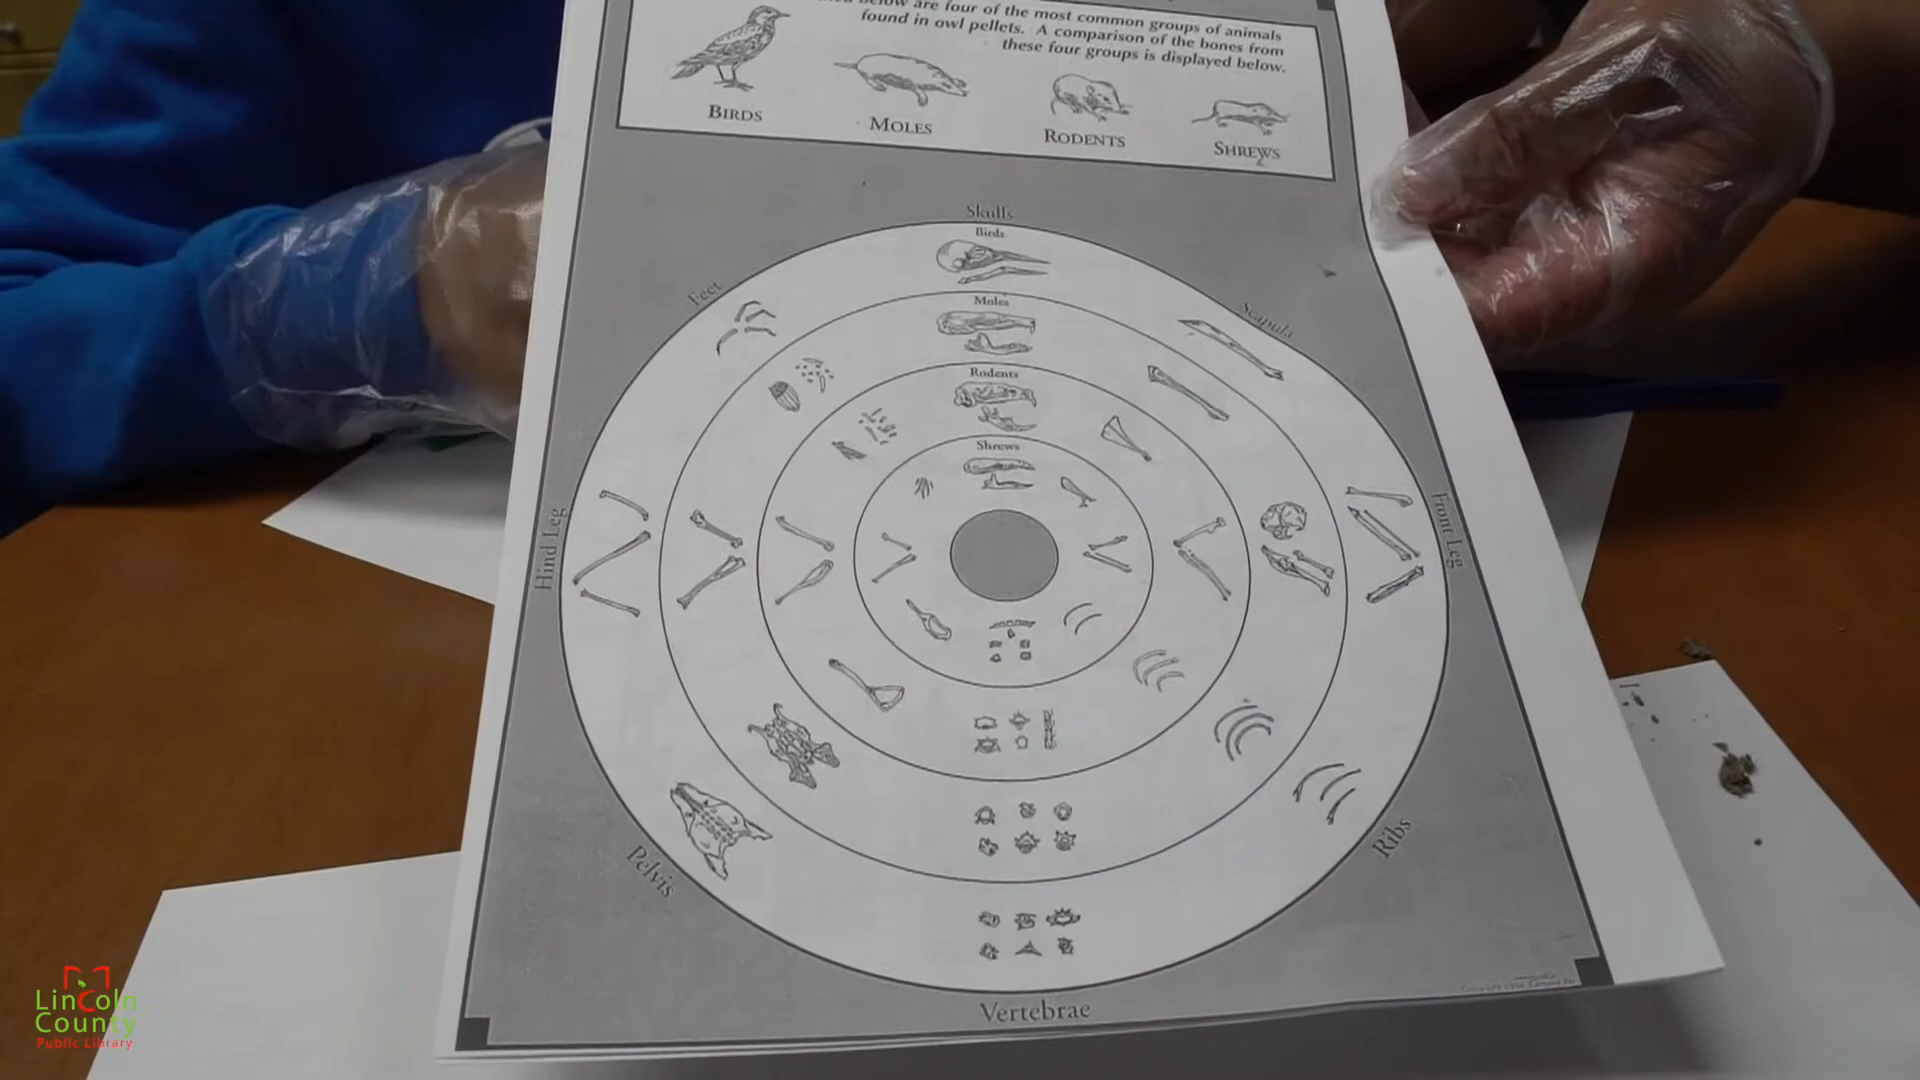 below are four of the most common groups of animals
found in owl pellets. A comparison of the bones from
these four groups is displayed below.
BIRDS
MOLES
RODENTS
SHREWS
Skulls
Birds
Feet
Scapula
Moles
Rodents
Shrews
Hind Leg
Front Leg
Pelvis
Ribs
Vertebrae
LinColn
County
Public Library